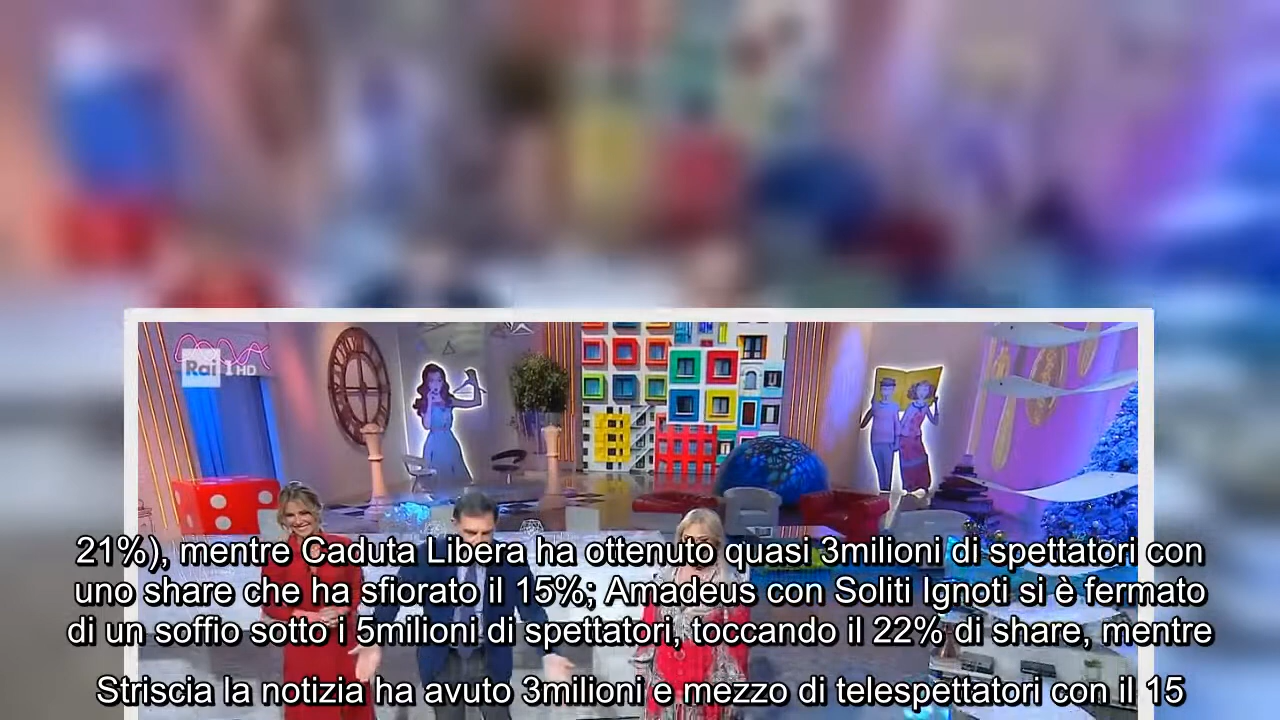 Rai 1 HD
21%), mentre Caduta Libera ha ottenuto quasi 3milioni di spettatori con
uno share che ha sfiorato il 15%; Amadeus con Soliti Ignoti si è fermato
di un soffio sotto i 5milioni di spettatori, toccando il 22% di share, mentre
Striscia la notizia ha avuto 3milioni e mezzo di telespettatori con il 15